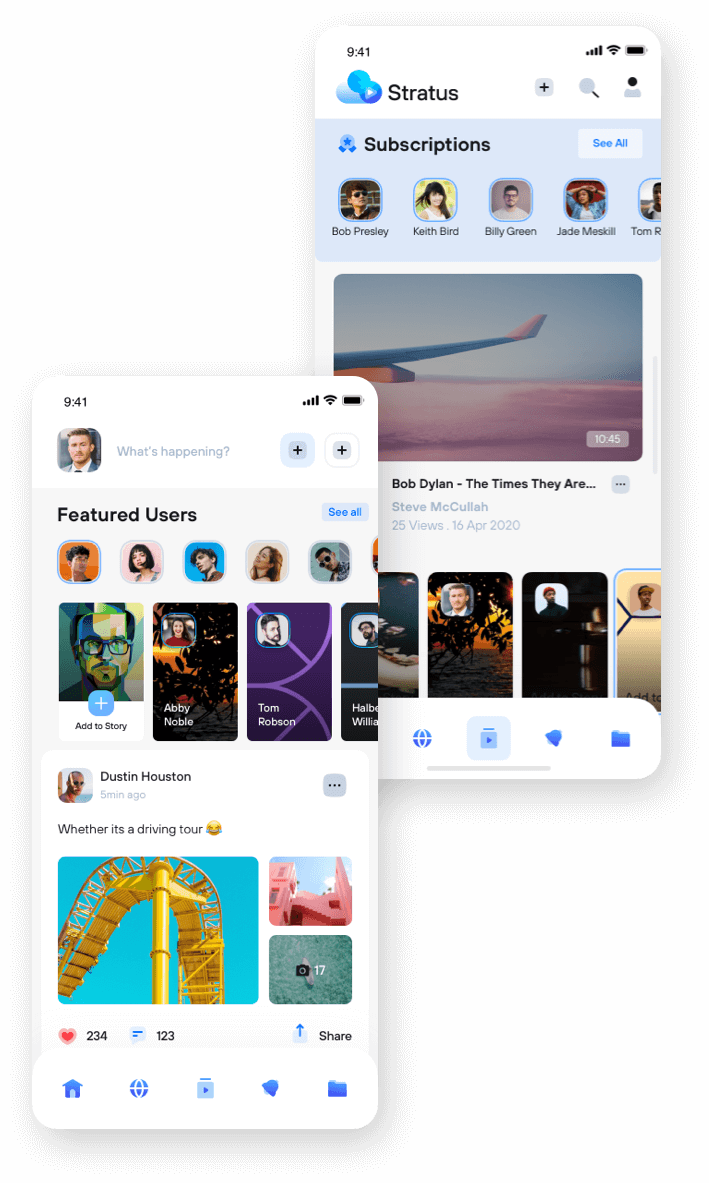 9:41
Stratus
Subscriptions
See All
Bob Presley
Keith Bird
Billy Green
Jade Meskill
Tom R
10:45
Bob Dylan - The Times They Are...
Steve McCullah
25 Views . 16 Apr 2020
Add to
9:41
What's happening?
Featured Users
See all
Add to Story
Abby
Noble
Tom
Robson
Halbe
Willia
Dustin Houston
5min ago
Whether its a driving tour 😂
17
234
123
Share